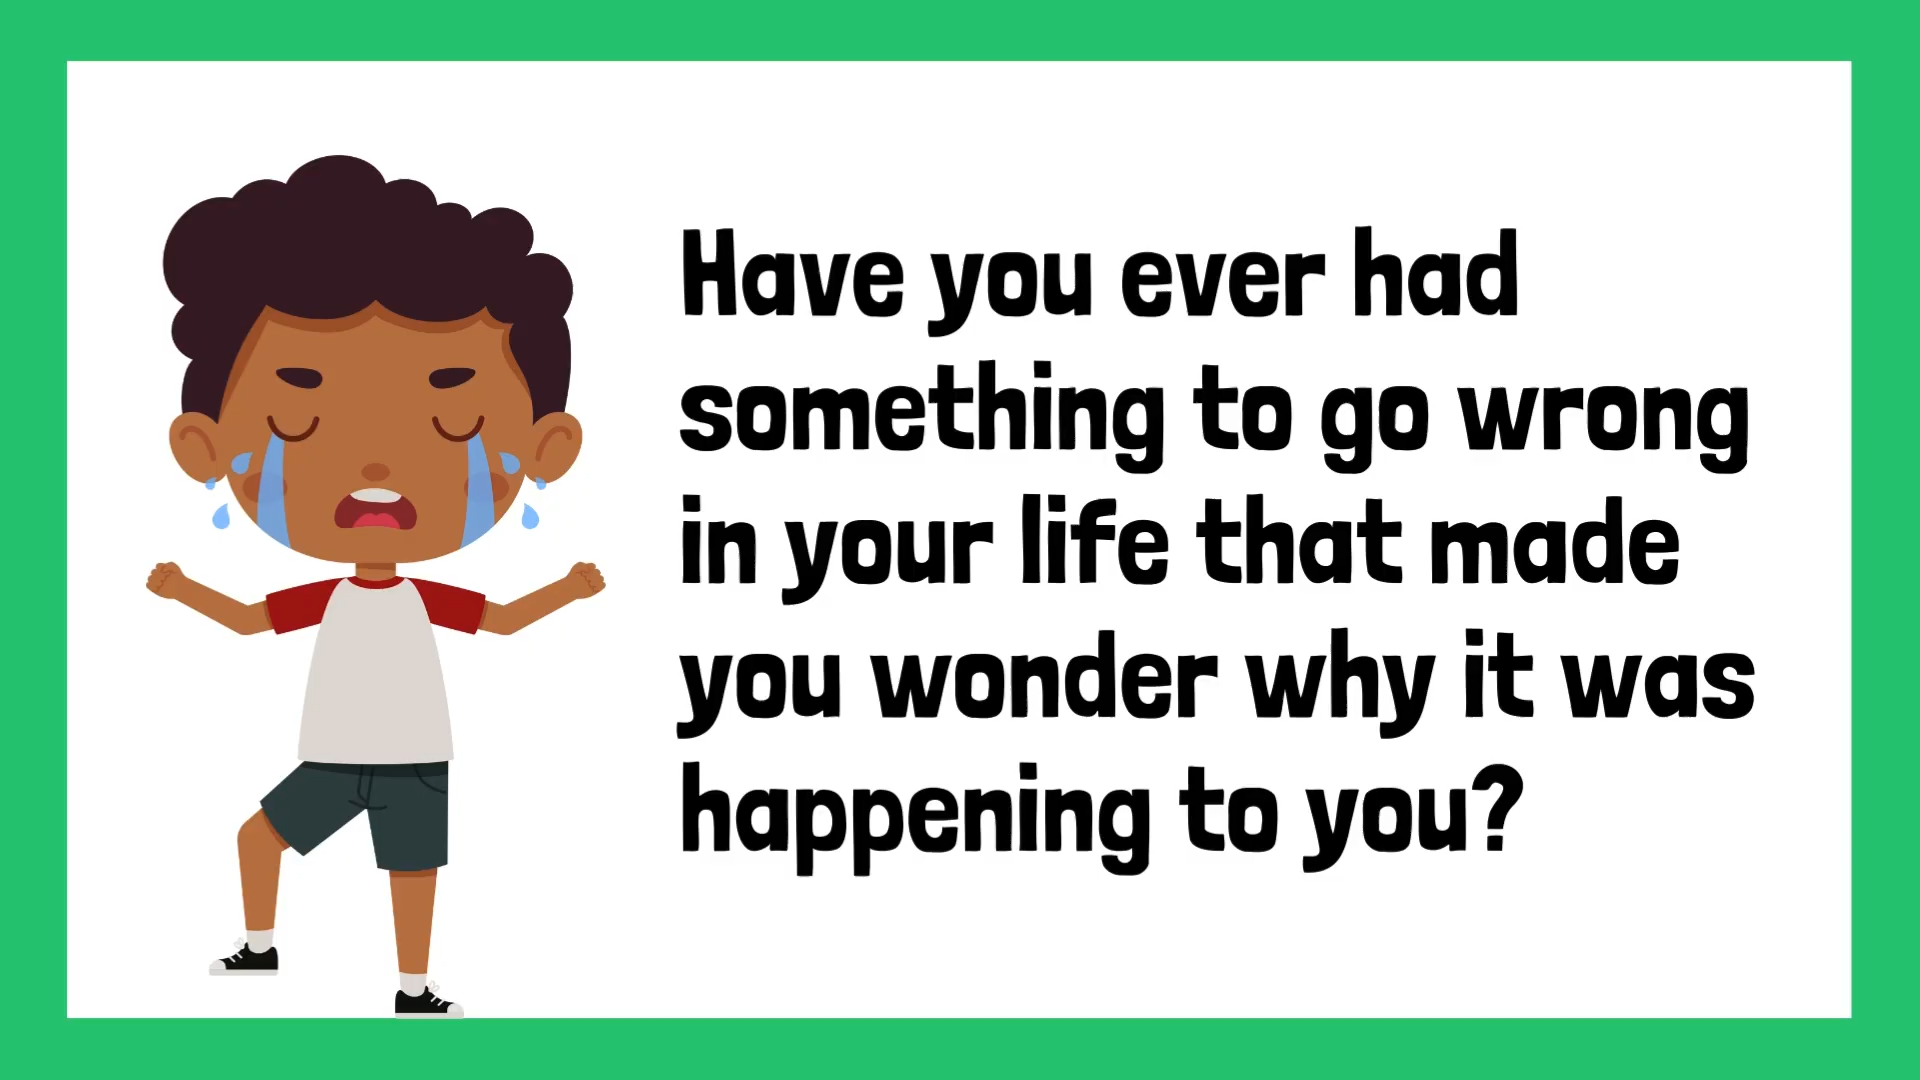 Have you ever had
something to go wrong
in your life that made
you wonder why it was
happening to you?